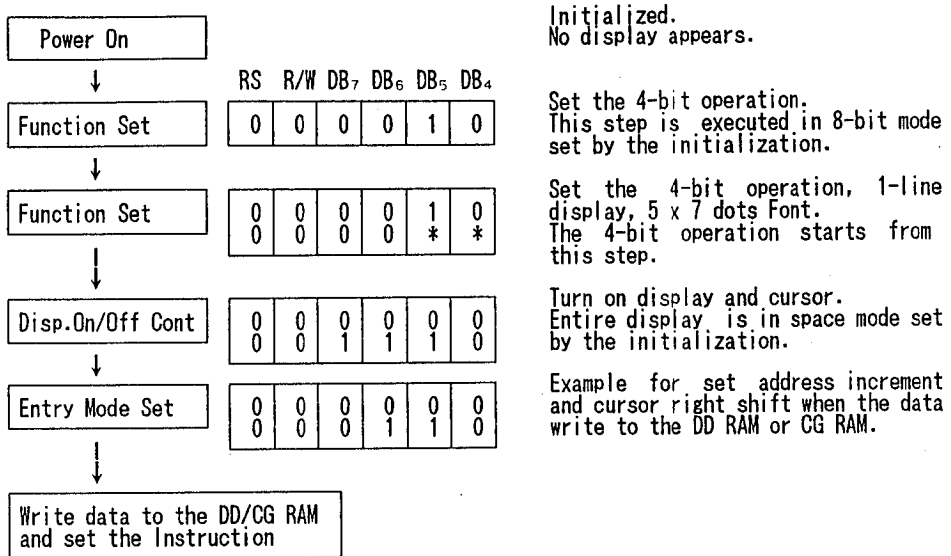 Power On
Initialized.
No display appears.
RS R/W DB₇ DB₆ DB₅ DB₄
Function Set
0 0 0 0 1 0
Set the 4-bit operation.
This step is executed in 8-bit mode
set by the initialization.
Function Set
0 0 0 0 1 0
0 0 0 0 * *
Set the 4-bit operation, 1-line
display, 5 x 7 dots Font.
The 4-bit operation starts from
this step.
Disp.On/Off Cont
0 0 0 0 0 0
0 0 1 1 1 0
Turn on display and cursor.
Entire display is in space mode set
by the initialization.
Entry Mode Set
0 0 0 0 0 0
0 0 0 1 1 0
Example for set address increment
and cursor right shift when the data
write to the DD RAM or CG RAM.
Write data to the DD/CG RAM
and set the Instruction